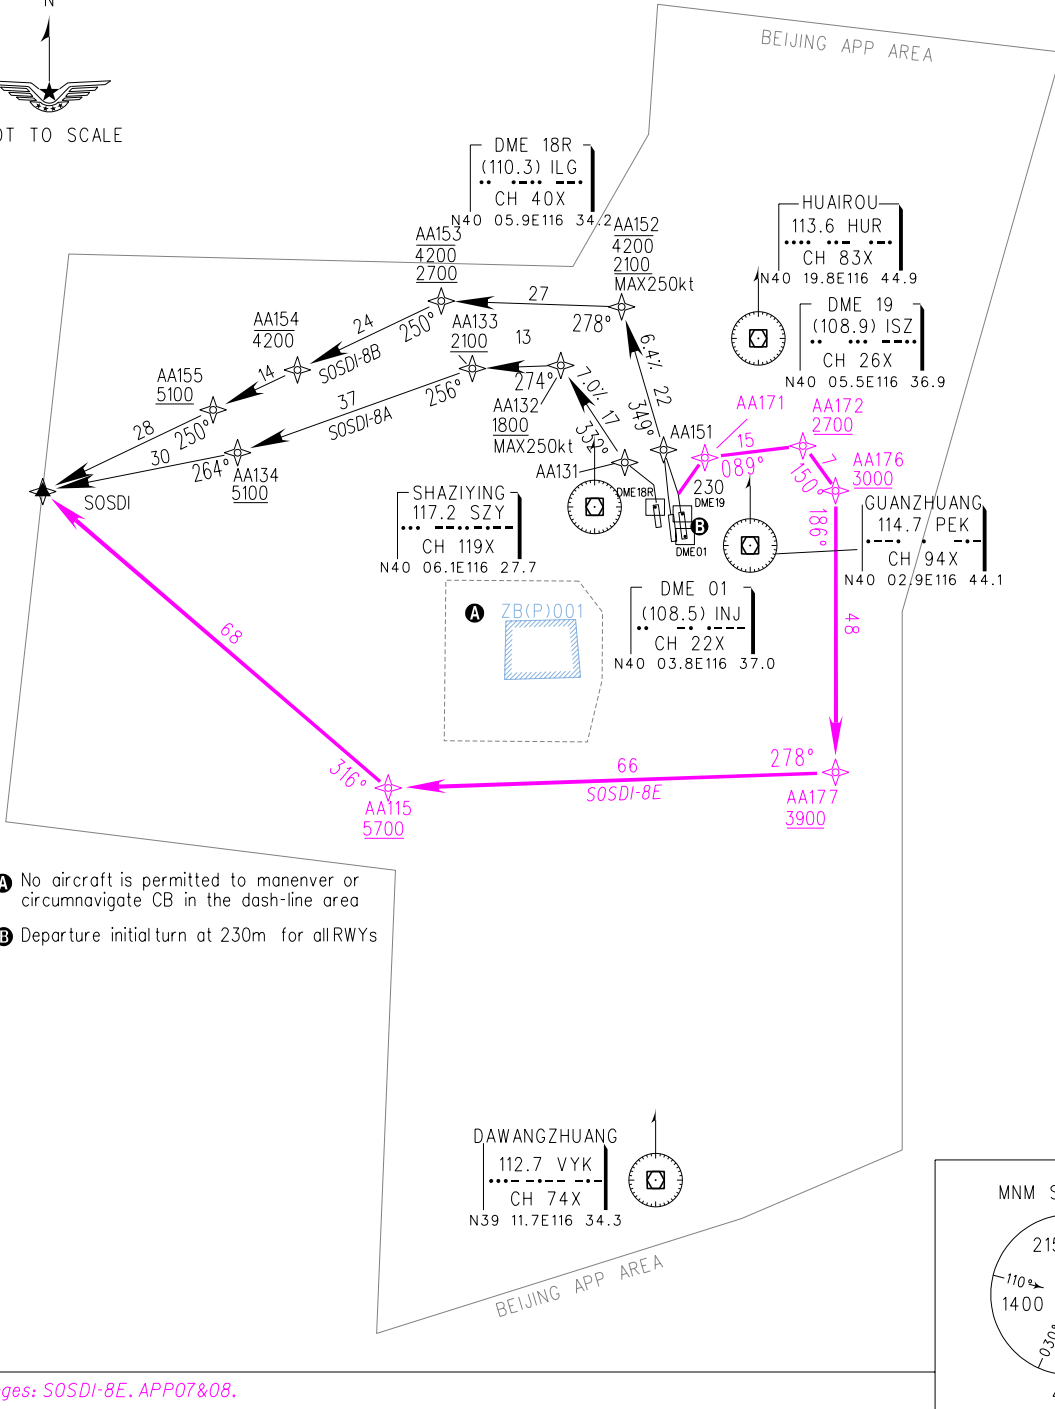 N
OT TO SCALE
BEIJING APP AREA
DME 18R
(110.3) ILG
CH 40X
N40 05.9E116 34.2
HUAIROU
113.6 HUR
CH 83X
N40 19.8E116 44.9
DME 19
(108.9) ISZ
CH 26X
N40 05.5E116 36.9
AA153
4200
2700
AA152
4200
2100
MAX250kt
27
278°
24
250°
SOSDI-8B
AA154
4200
14
AA155
5100
28
250°
AA133
2100
13
274°
256°
37
SOSDI-8A
AA132
1800
MAX250kt
7.0%
17
332°
6.4%
22
349°
30
264°
AA134
5100
SOSDI
AA131
AA151
AA171
15
089°
AA172
2700
7
150°
AA176
3000
186°
48
230
DME18R
DME19
DME01
B
SHAZIYING
117.2 SZY
CH 119X
N40 06.1E116 27.7
GUANZHUANG
114.7 PEK
CH 94X
N40 02.9E116 44.1
DME 01
(108.5) INJ
CH 22X
N40 03.8E116 37.0
A
ZB(P)001
68
316°
AA115
5700
66
SOSDI-8E
278°
AA177
3900
A No aircraft is permitted to manenver or
circumnavigate CB in the dash-line area
B Departure initial turn at 230m for all RWYs
DAWANGZHUANG
112.7 VYK
CH 74X
N39 11.7E116 34.3
BEIJING APP AREA
MNM S
215
110°
1400
030°
ges: SOSDI-8E. APP07&08.